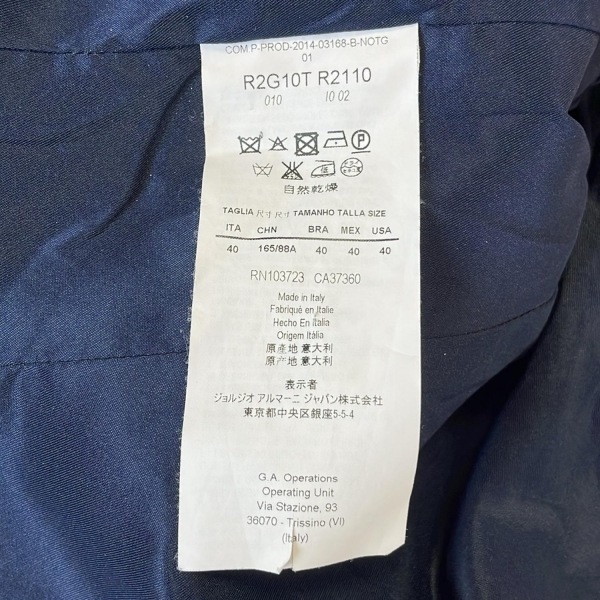 COM.P-PROD-2014-03168-B-NOTG
01
R2G10T R2110
010 IO 02
自然乾燥
TAGLIA 尺寸 尺寸 TAMANHO TALLA SIZE
ITA CHN BRA MEX USA
40 165/88A 40 40 40
RN103723 CA37360
Made in Italy
Fabriqué en Italie
Hecho En Italia
Origem Itália
原產地 意大利
原产地 意大利
表示者
ジョルジオ アルマーニ ジャパン株式会社
東京都中央区銀座5-5-4
G.A. Operations
Operating Unit
Via Stazione, 93
36070 - Trissino (VI)
(Italy)